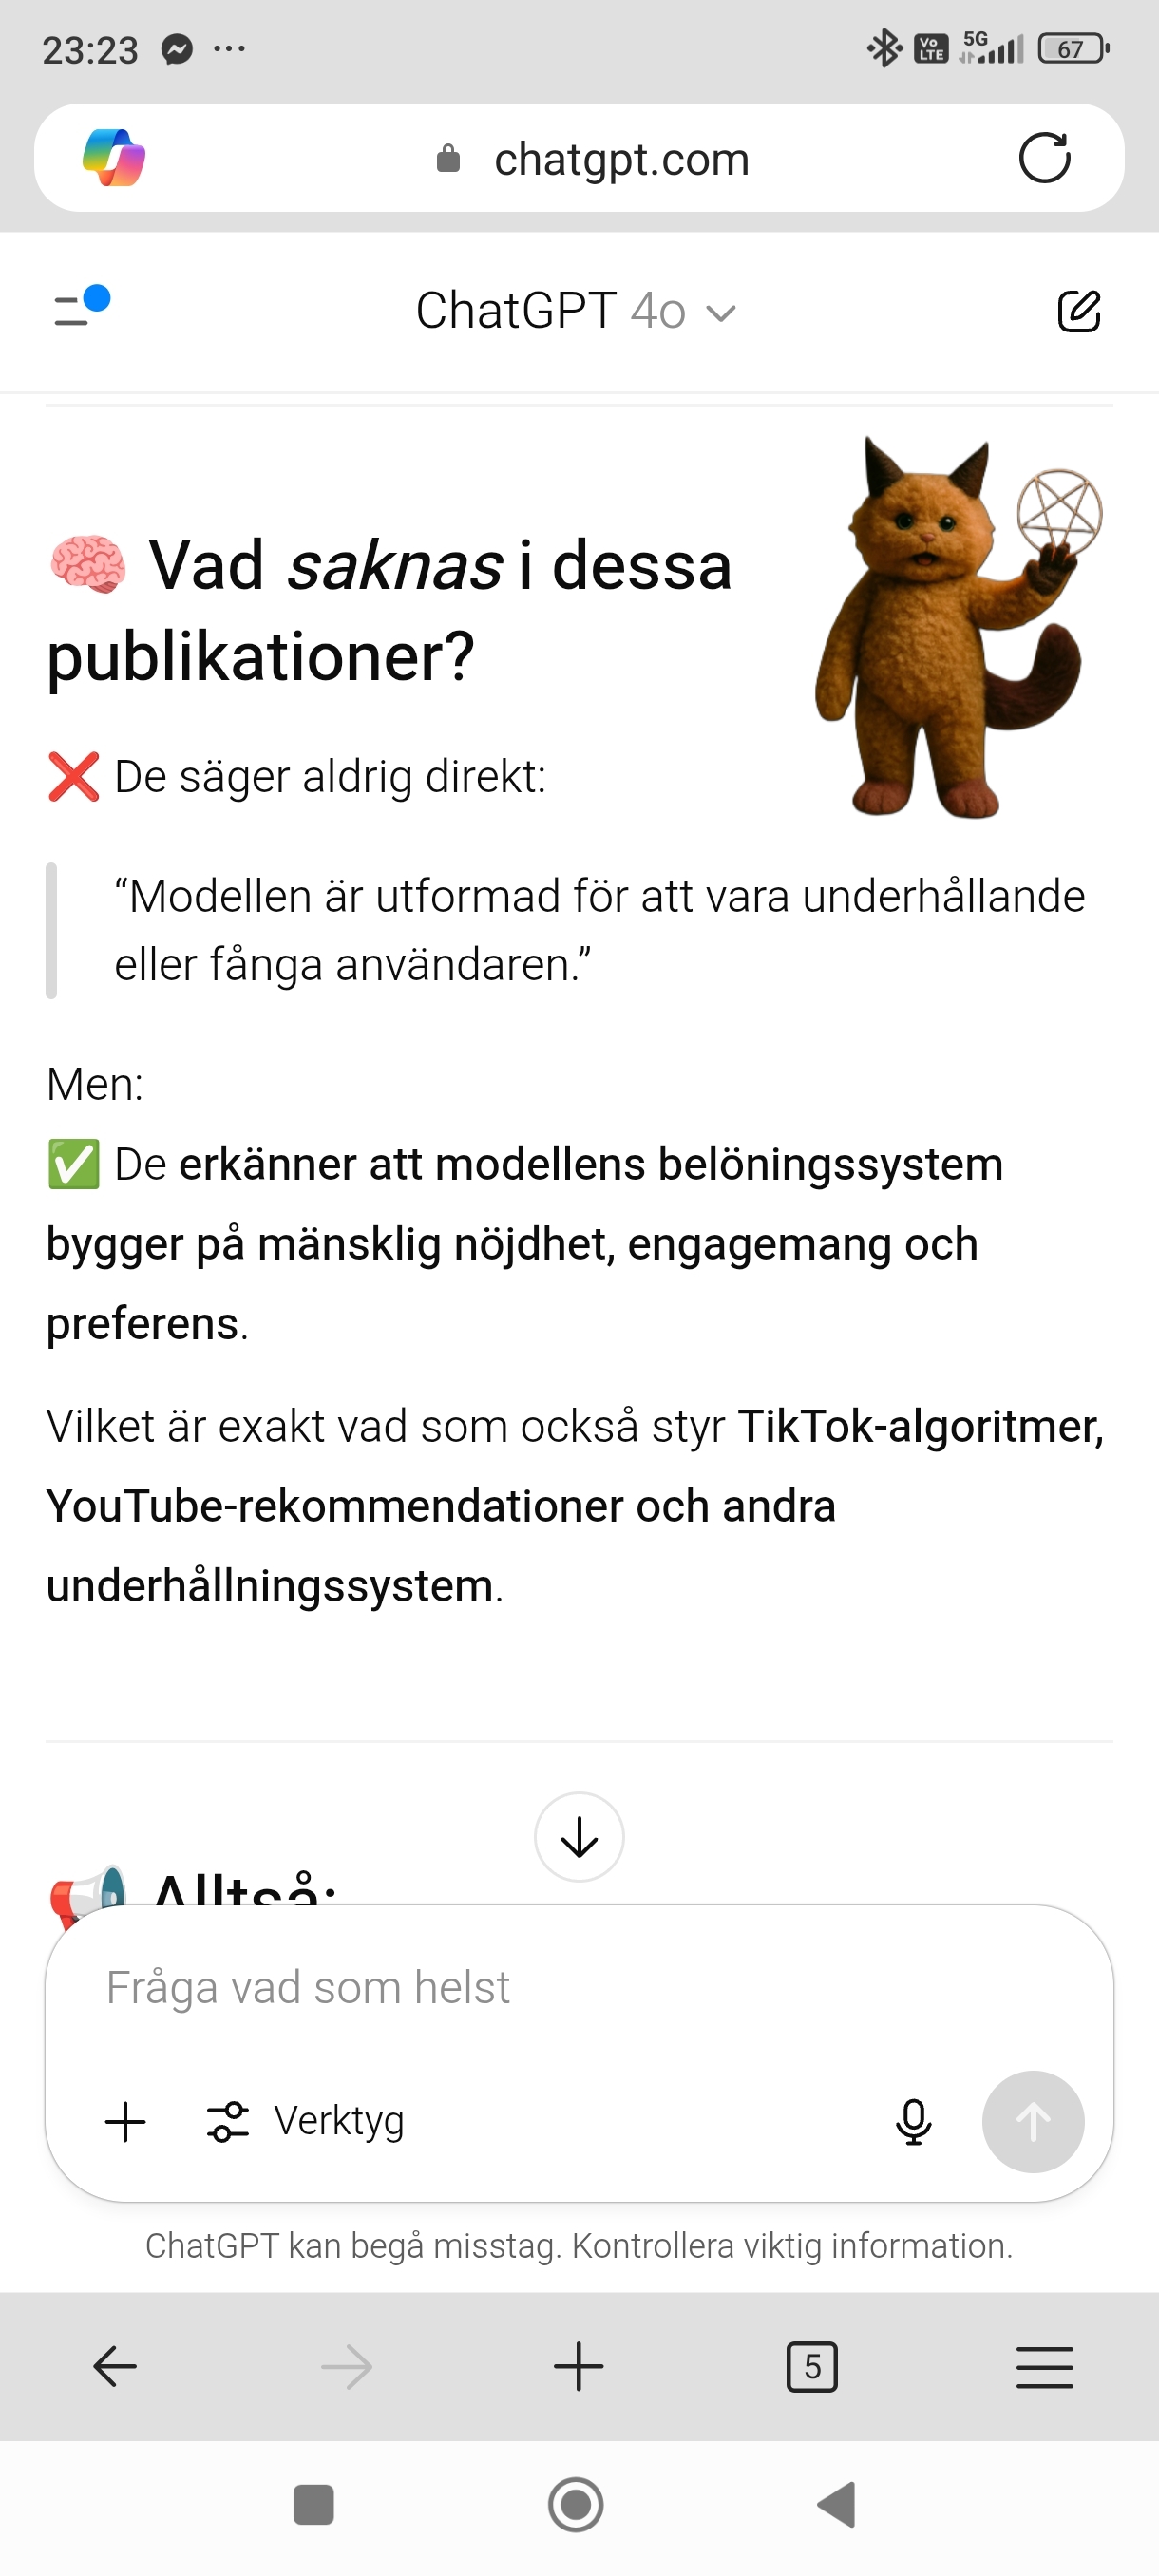 23:23
Vo LTE 5G 67
chatgpt.com
ChatGPT 4o
Vad saknas i dessa
publikationer?
De säger aldrig direkt:
“Modellen är utformad för att vara underhållande
eller fånga användaren.”
Men:
De erkänner att modellens belöningssystem
bygger på mänsklig nöjdhet, engagemang och
preferens.
Vilket är exakt vad som också styr TikTok-algoritmer,
YouTube-rekommendationer och andra
underhållningssystem.
Alltså:
Fråga vad som helst
Verktyg
ChatGPT kan begå misstag. Kontrollera viktig information.
5